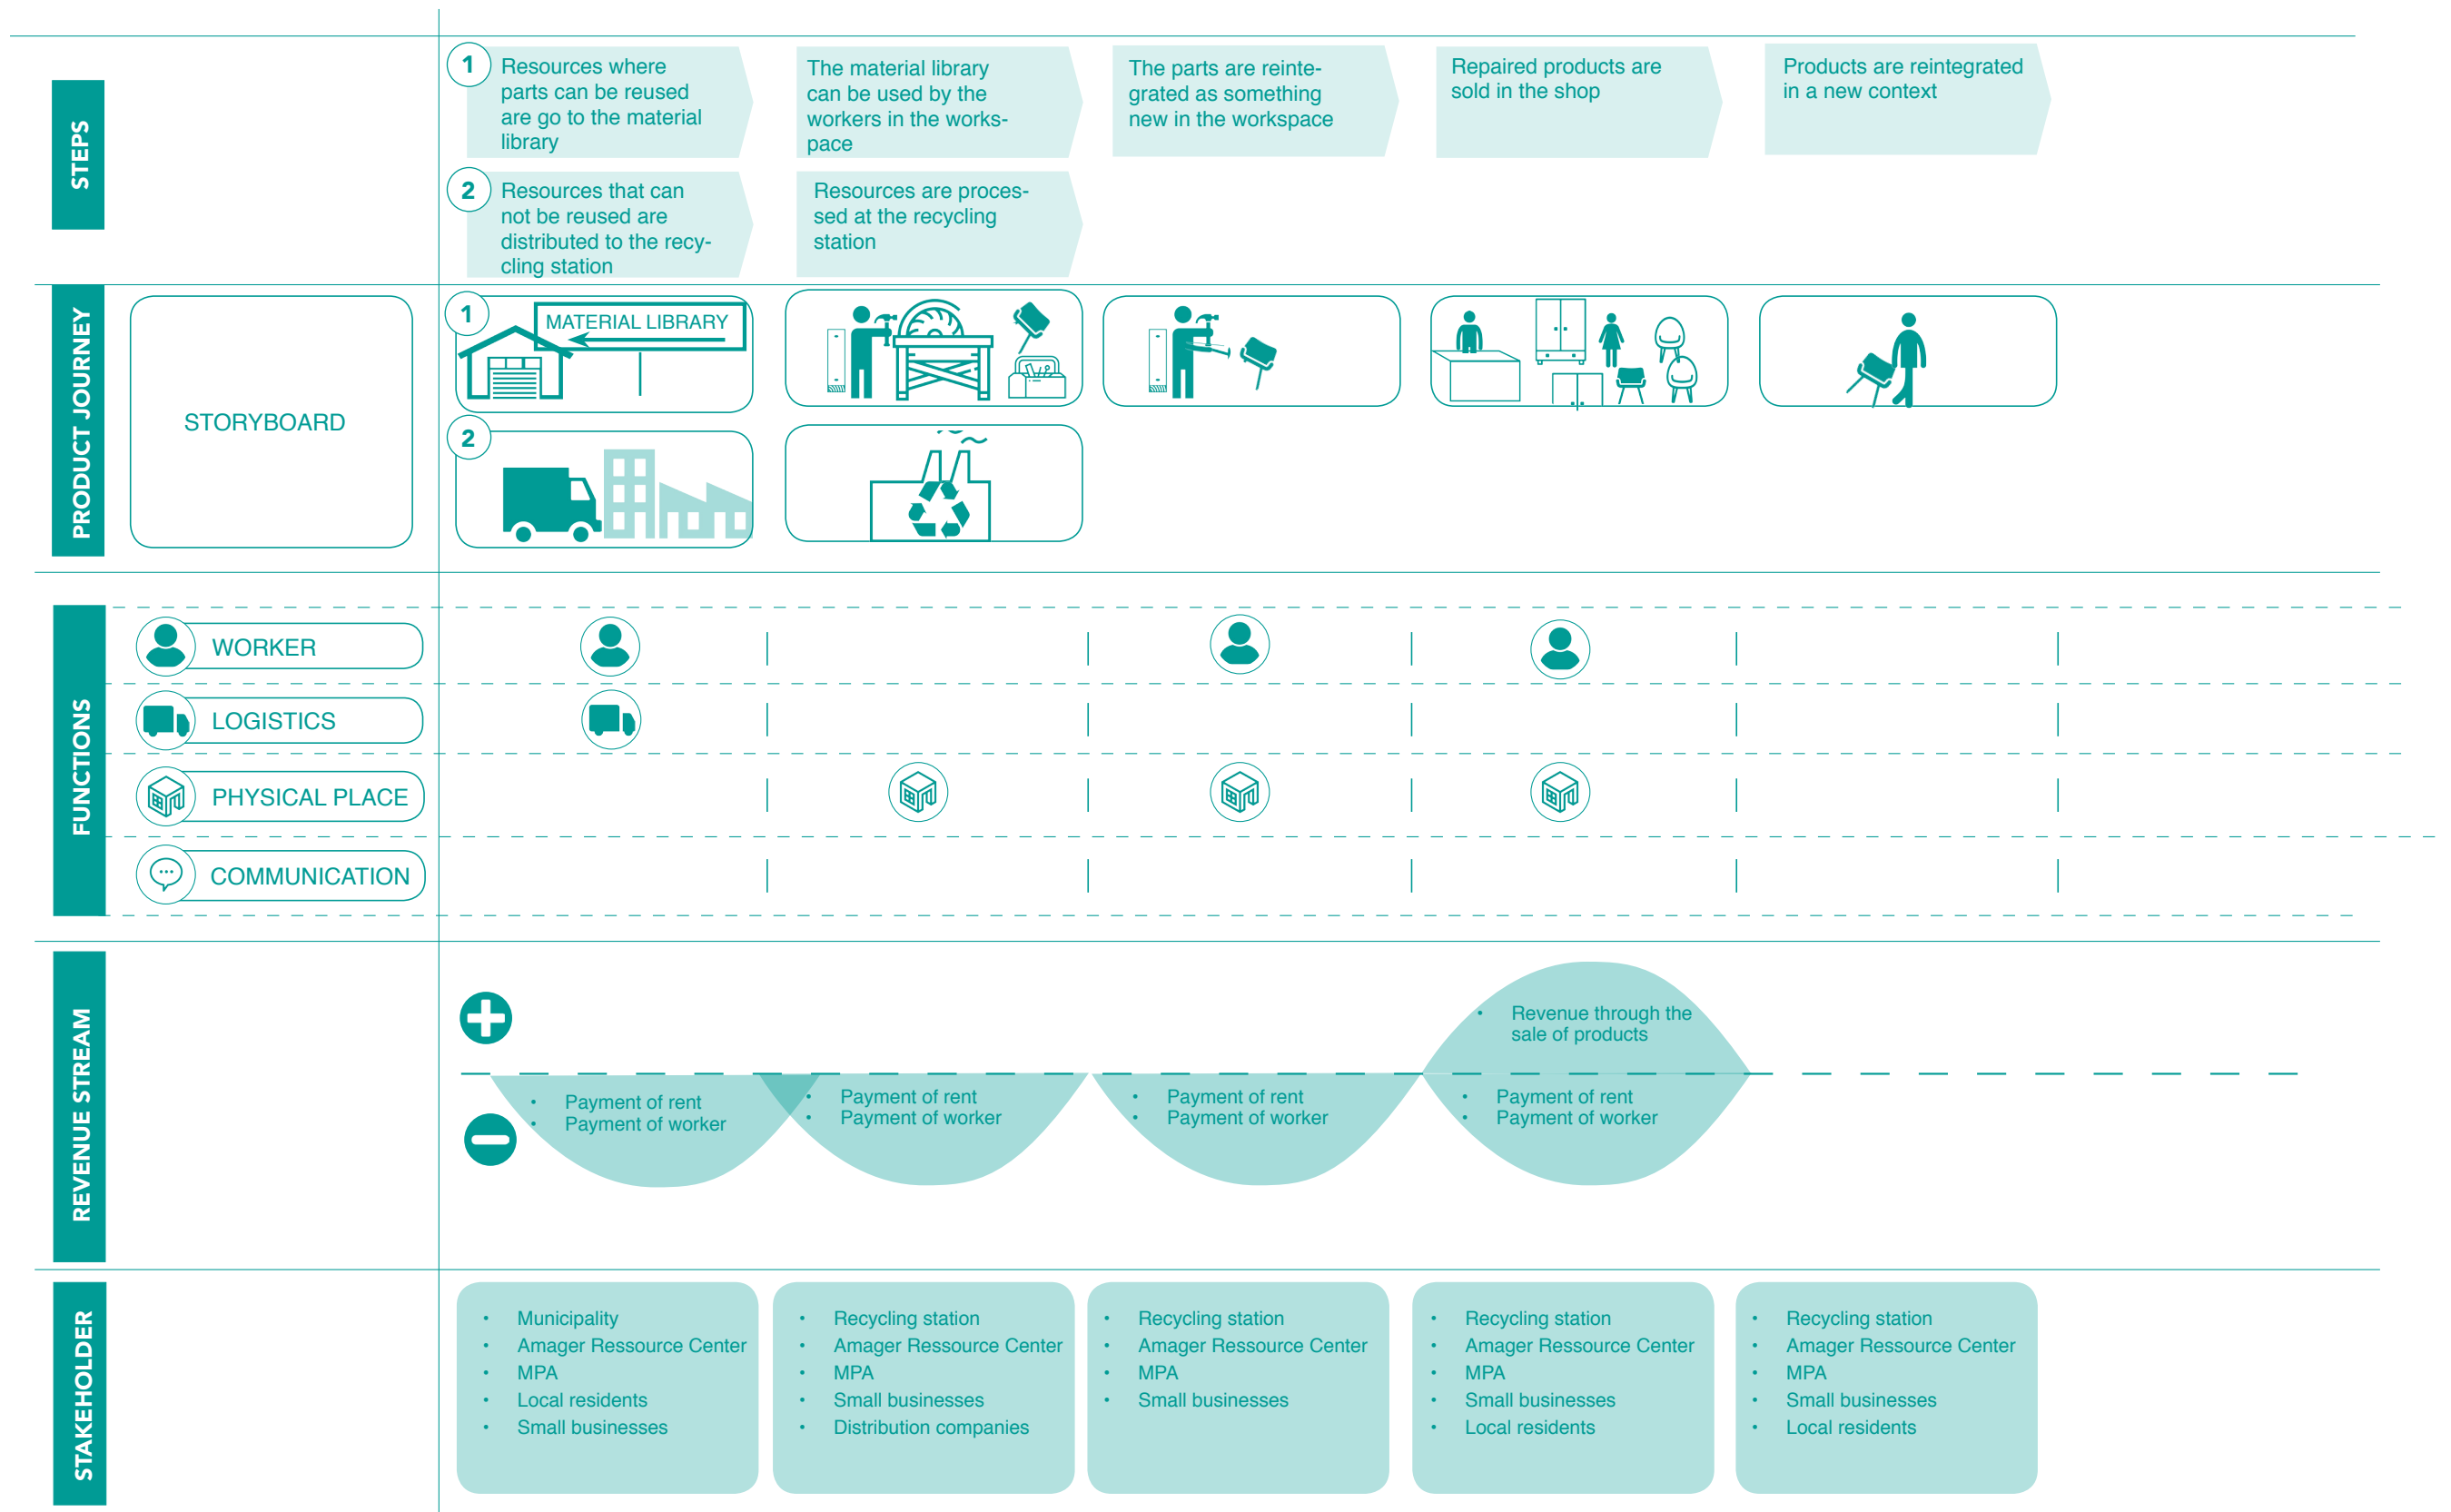 STEPS
1
Resources where
parts can be reused
are go to the material
library
The material library
can be used by the
workers in the works-
pace
The parts are reinte-
grated as something
new in the workspace
Repaired products are
sold in the shop
Products are reintegrated
in a new context
2
Resources that can
not be reused are
distributed to the recy-
cling station
Resources are proces-
sed at the recycling
station
PRODUCT JOURNEY
STORYBOARD
1
MATERIAL LIBRARY
2
FUNCTIONS
WORKER
LOGISTICS
PHYSICAL PLACE
COMMUNICATION
REVENUE STREAM
• Revenue through the
sale of products
• Payment of rent
• Payment of worker
• Payment of rent
• Payment of worker
• Payment of rent
• Payment of worker
• Payment of rent
• Payment of worker
STAKEHOLDER
• Municipality
• Amager Ressource Center
• MPA
• Local residents
• Small businesses
• Recycling station
• Amager Ressource Center
• MPA
• Small businesses
• Distribution companies
• Recycling station
• Amager Ressource Center
• MPA
• Small businesses
• Recycling station
• Amager Ressource Center
• MPA
• Small businesses
• Local residents
• Recycling station
• Amager Ressource Center
• MPA
• Small businesses
• Local residents